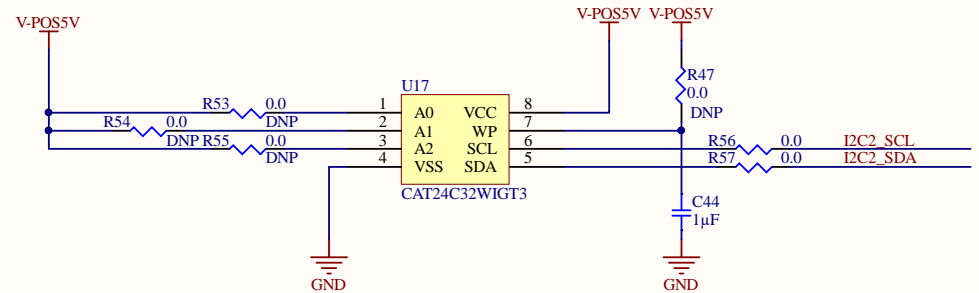 V-POS5V
V-POS5V V-POS5V
U17
R47
0.0
DNP
R53 0.0
DNP
R54 0.0
DNP
R55 0.0
DNP
1 A0 VCC 8
2 A1 WP 7
3 A2 SCL 6
4 VSS SDA 5
CAT24C32WIGT3
R56 0.0 I2C2_SCL
R57 0.0 I2C2_SDA
C44
1µF
GND
GND